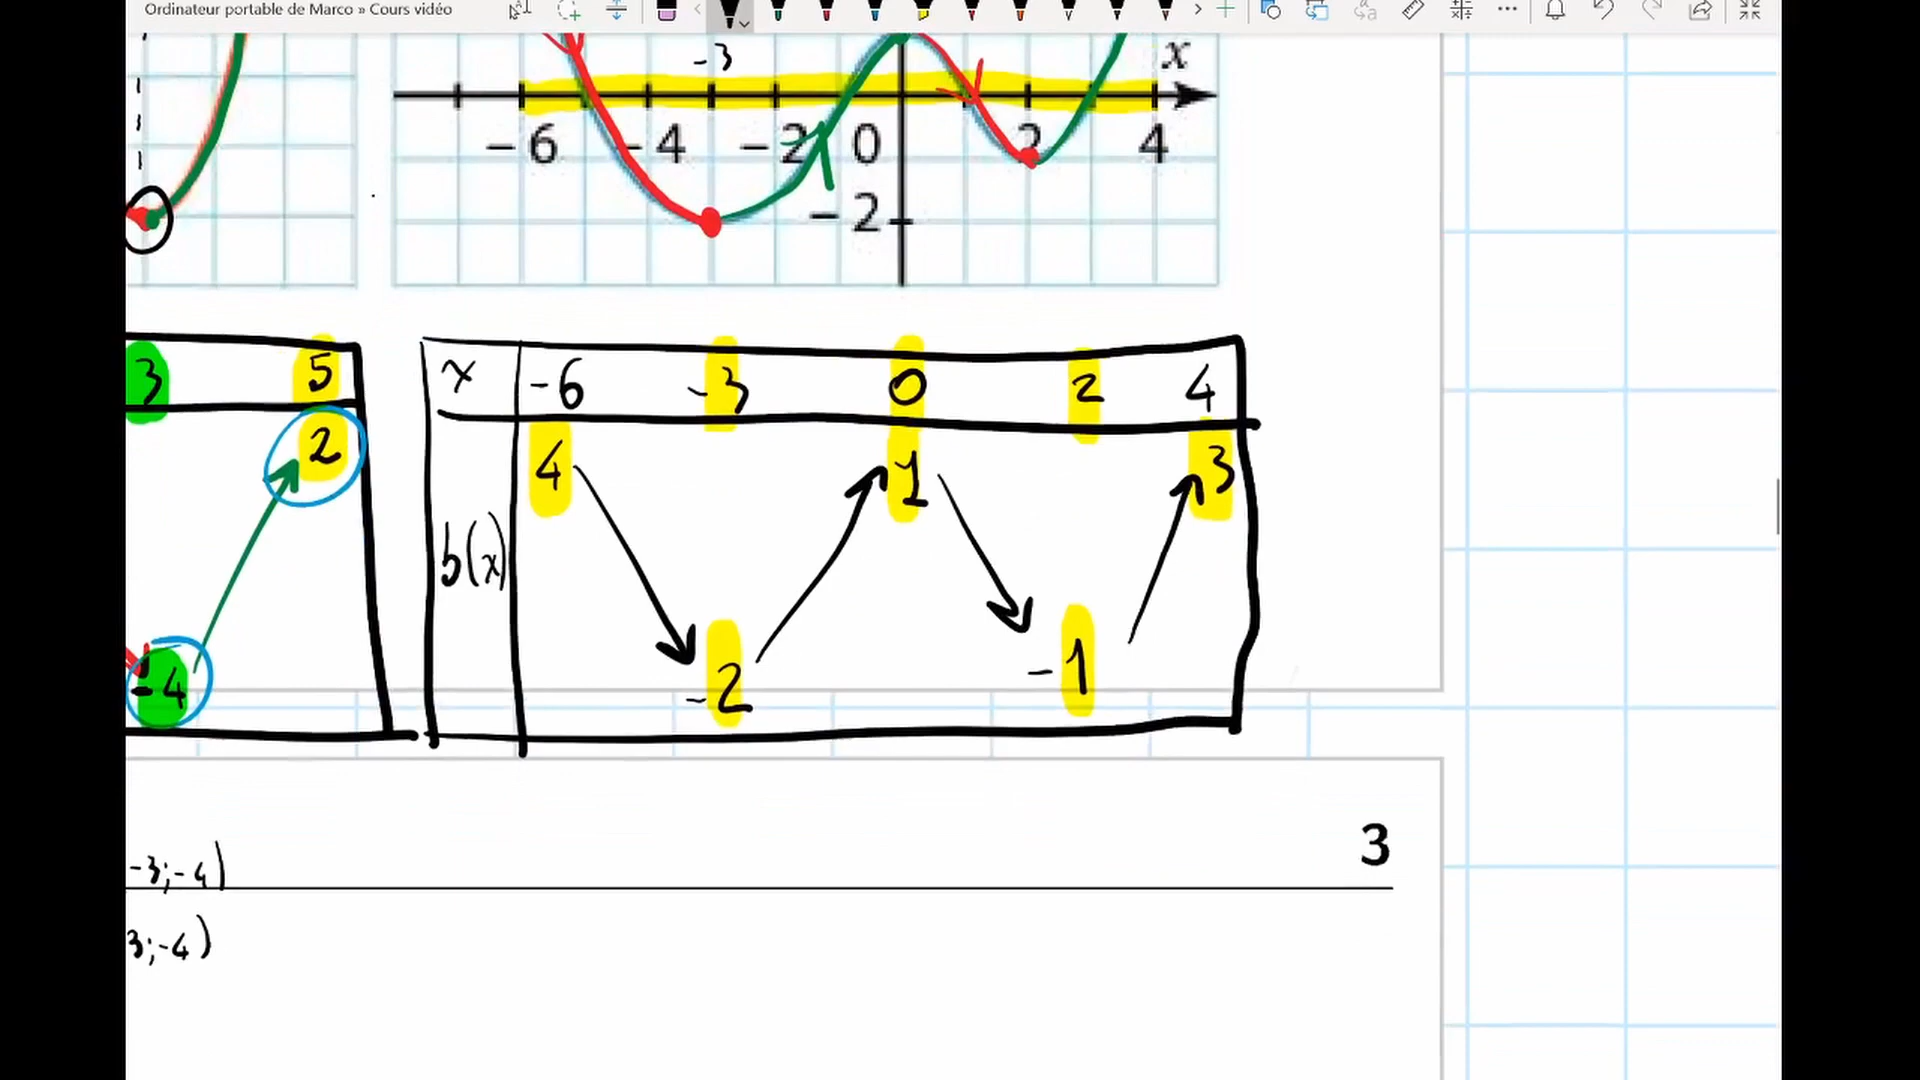 Ordinateur portable de Marco » Cours vidéo
-3
x
-6 -4 -2 0 2 4
-2
3 5
2
-4
x -6 -3 0 2 4
4 1 3
b(x)
-2 -1
3
-3;-4)
3;-4)